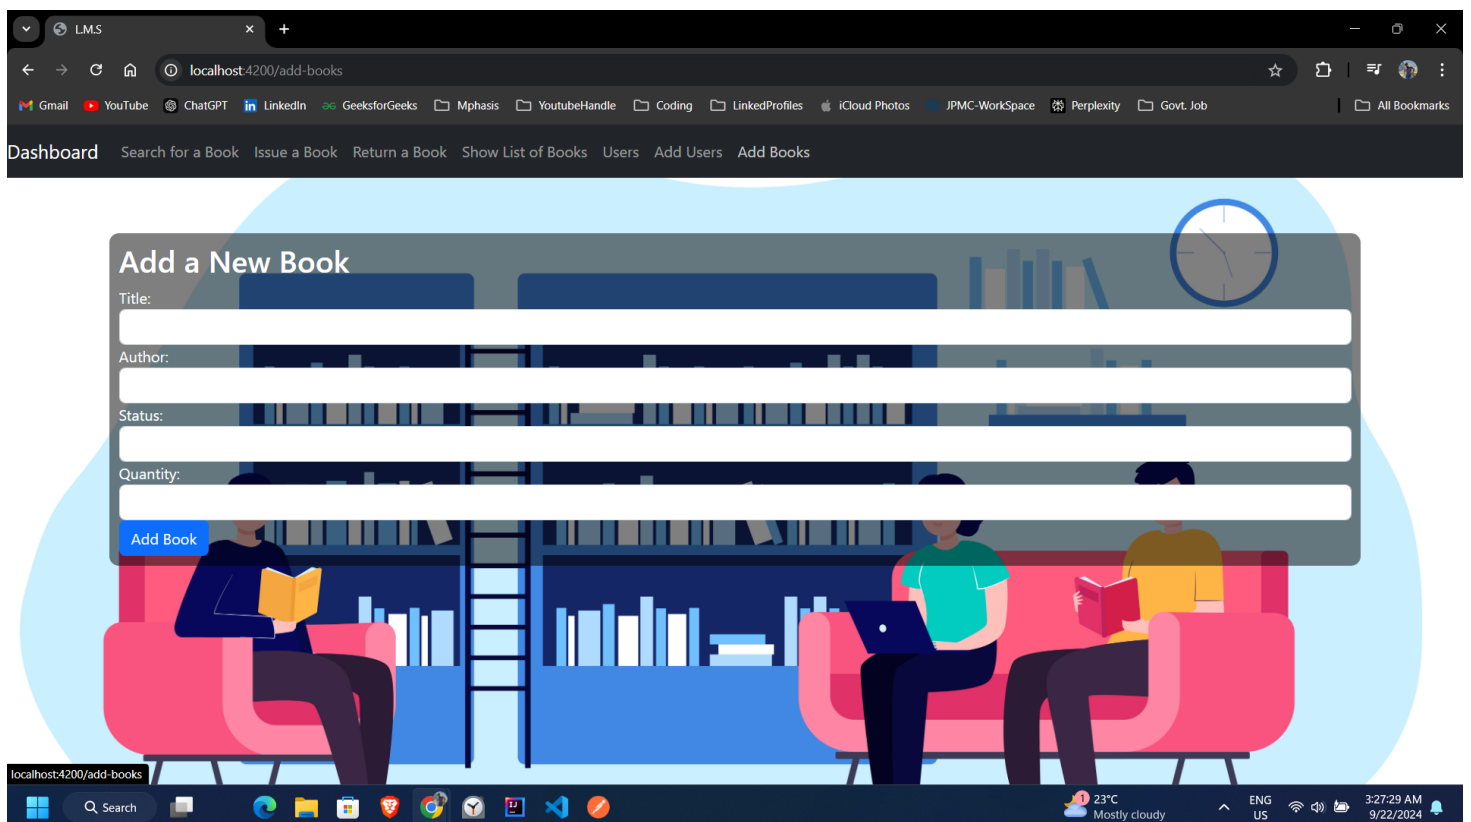 L.M.S
localhost:4200/add-books
Gmail YouTube ChatGPT LinkedIn GeeksforGeeks Mphasis YoutubeHandle Coding LinkedProfiles iCloud Photos JPMC-WorkSpace Perplexity Govt. Job All Bookmarks
Dashboard Search for a Book Issue a Book Return a Book Show List of Books Users Add Users Add Books
Add a New Book
Title:
Author:
Status:
Quantity:
Add Book
localhost:4200/add-books
Search
1 23°C
Mostly cloudy
ENG
US
3:27:29 AM
9/22/2024